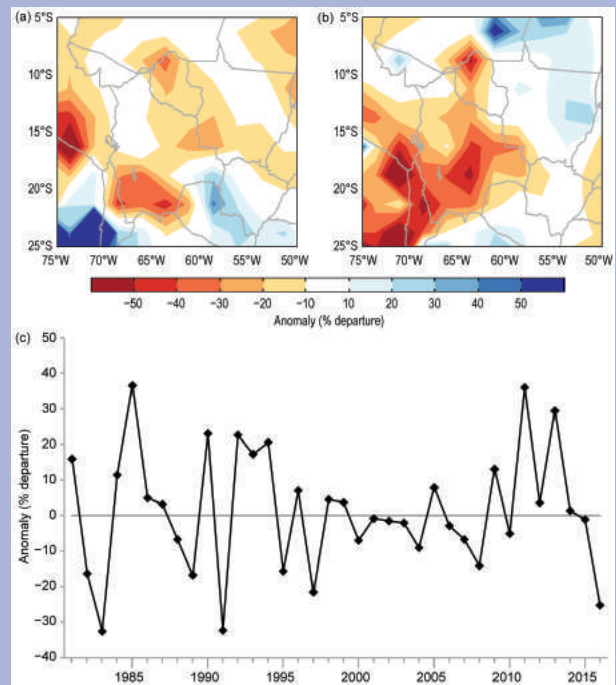 (a)
(b)
5°S
10°S
15°S
20°S
25°S
75°W 70°W 65°W 60°W 55°W 50°W
5°S
10°S
15°S
20°S
25°S
75°W 70°W 65°W 60°W 55°W 50°W
−50 −40 −30 −20 −10 10 20 30 40 50
Anomaly (% departure)
(c)
Anomaly (% departure)
50
40
30
20
10
0
−10
−20
−30
−40
1985 1990 1995 2000 2005 2010 2015